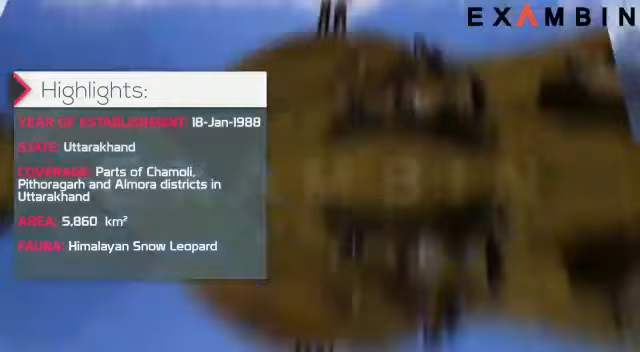 EXAMBIN
Highlights:
YEAR OF ESTABLISHMENT: 18-Jan-1988
STATE: Uttarakhand
COVERAGE: Parts of Chamoli,
Pithoragarh and Almora districts in
Uttarakhand
AREA: 5,860 km²
FAUNA: Himalayan Snow Leopard